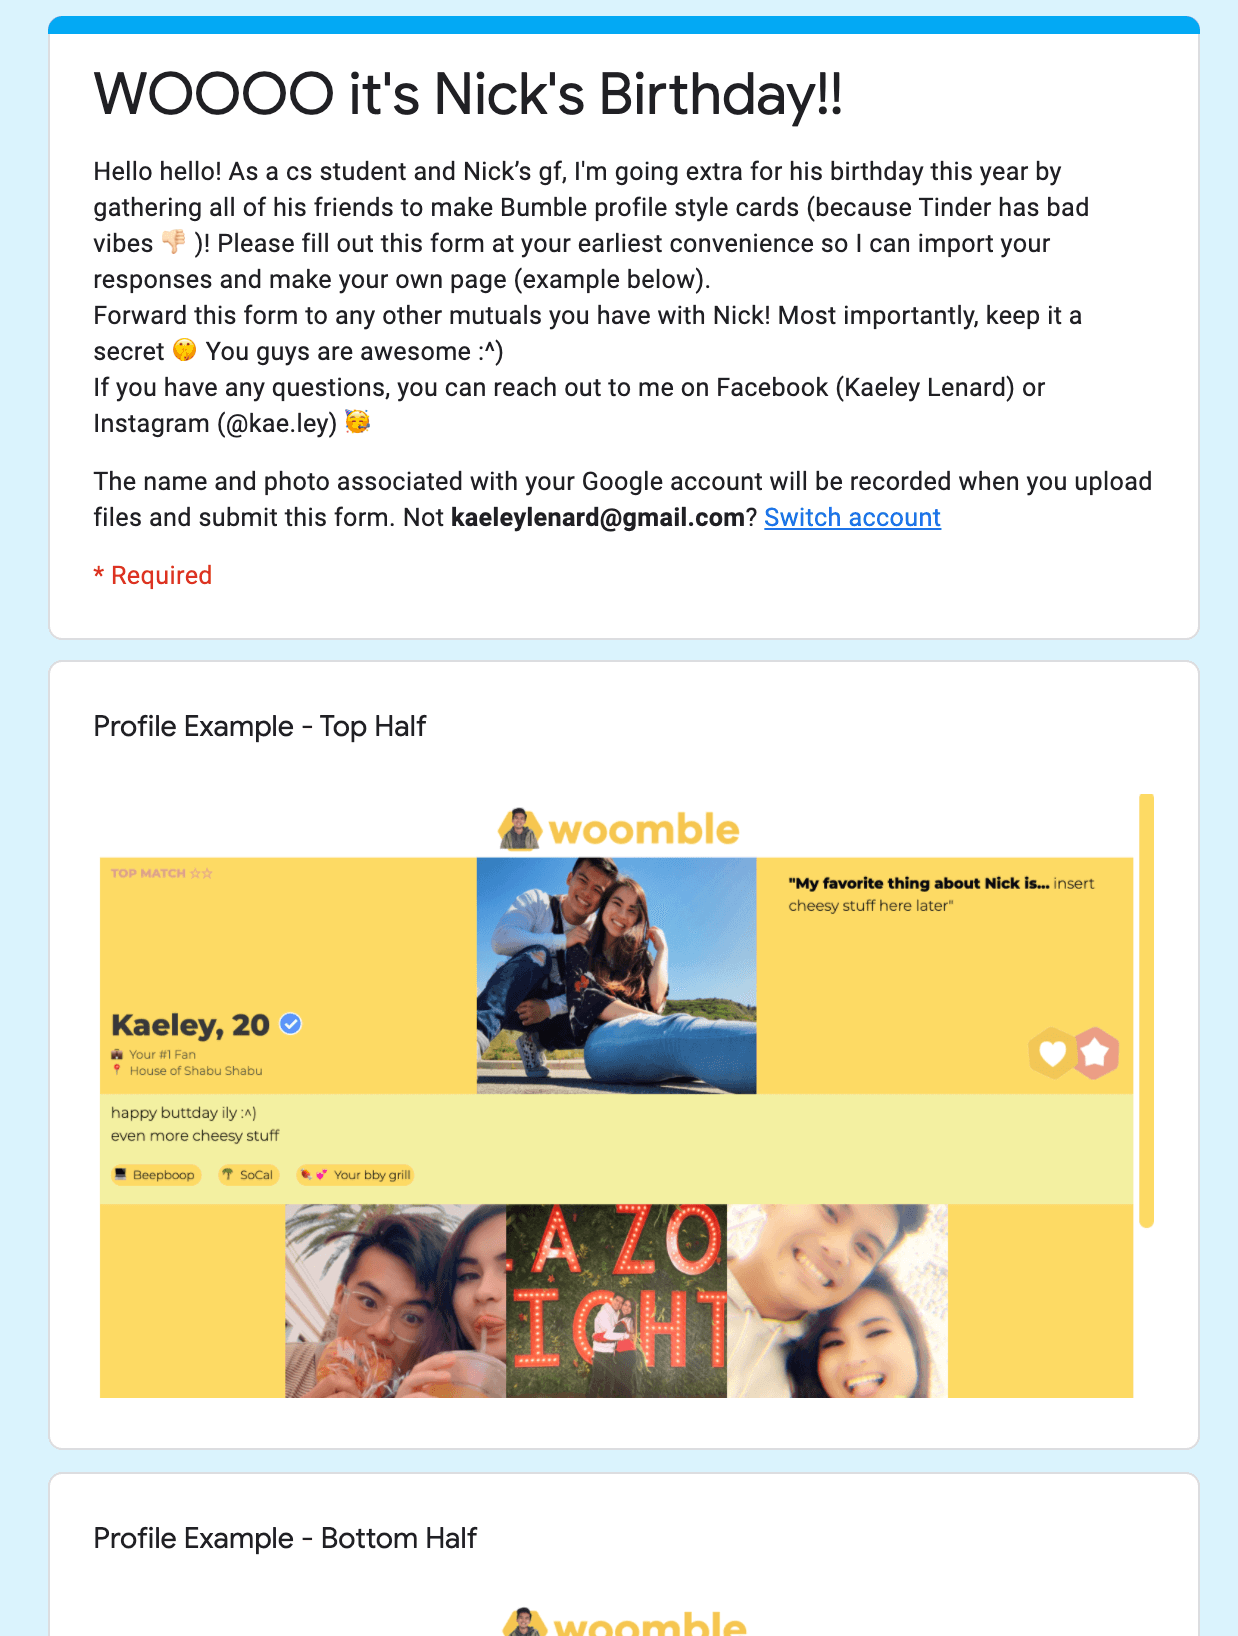 WOOOO it's Nick's Birthday!!
Hello hello! As a cs student and Nick’s gf, I'm going extra for his birthday this year by
gathering all of his friends to make Bumble profile style cards (because Tinder has bad
vibes 👎🏻 )! Please fill out this form at your earliest convenience so I can import your
responses and make your own page (example below).
Forward this form to any other mutuals you have with Nick! Most importantly, keep it a
secret 🤫 You guys are awesome :^)
If you have any questions, you can reach out to me on Facebook (Kaeley Lenard) or
Instagram (@kae.ley) 🥳
The name and photo associated with your Google account will be recorded when you upload
files and submit this form. Not kaeleylenard@gmail.com? Switch account
* Required
Profile Example - Top Half
woomble
TOP MATCH ☆☆
"My favorite thing about Nick is... insert
cheesy stuff here later"
Kaeley, 20
Your #1 Fan
House of Shabu Shabu
happy buttday ily :^)
even more cheesy stuff
Beepboop
SoCal
Your bby grill
LA ZO
IGHT
Profile Example - Bottom Half
woomble